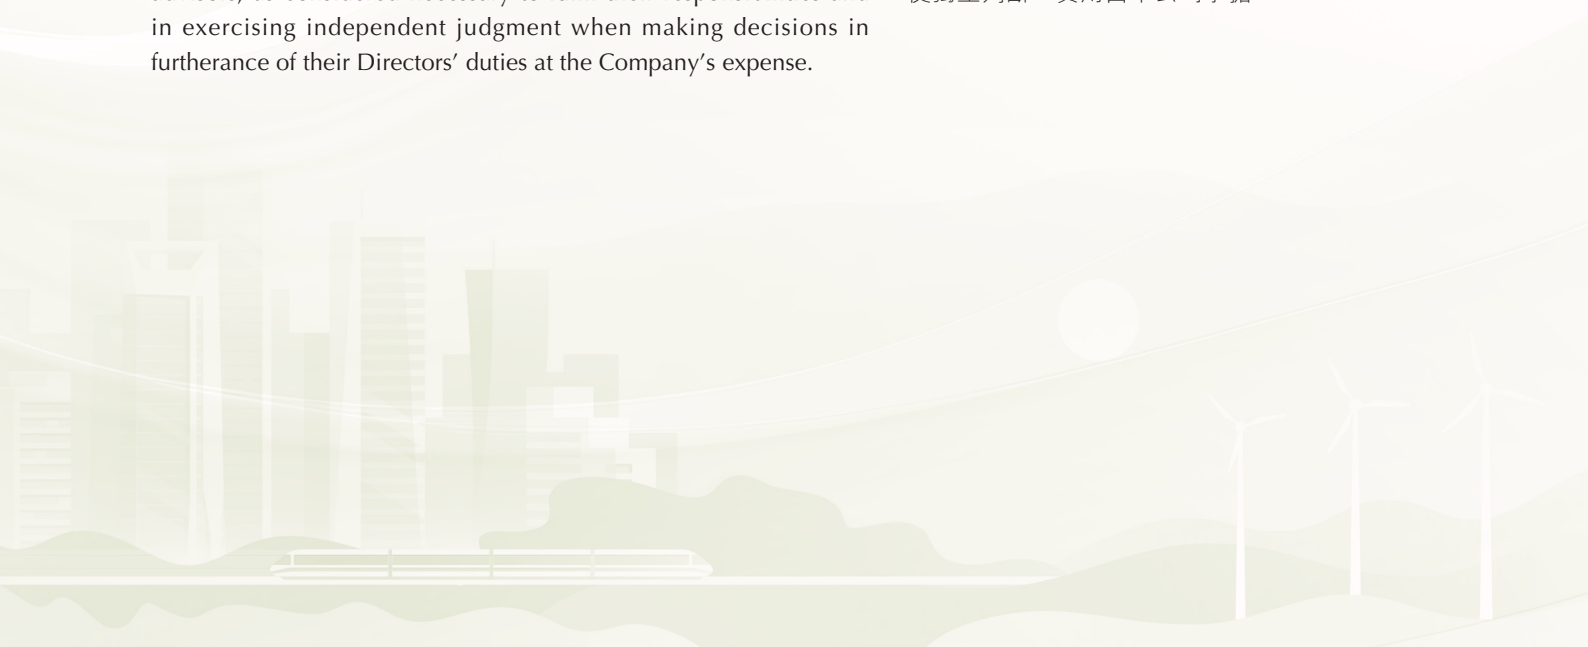 in exercising independent judgment when making decisions in
furtherance of their Directors’ duties at the Company’s expense.